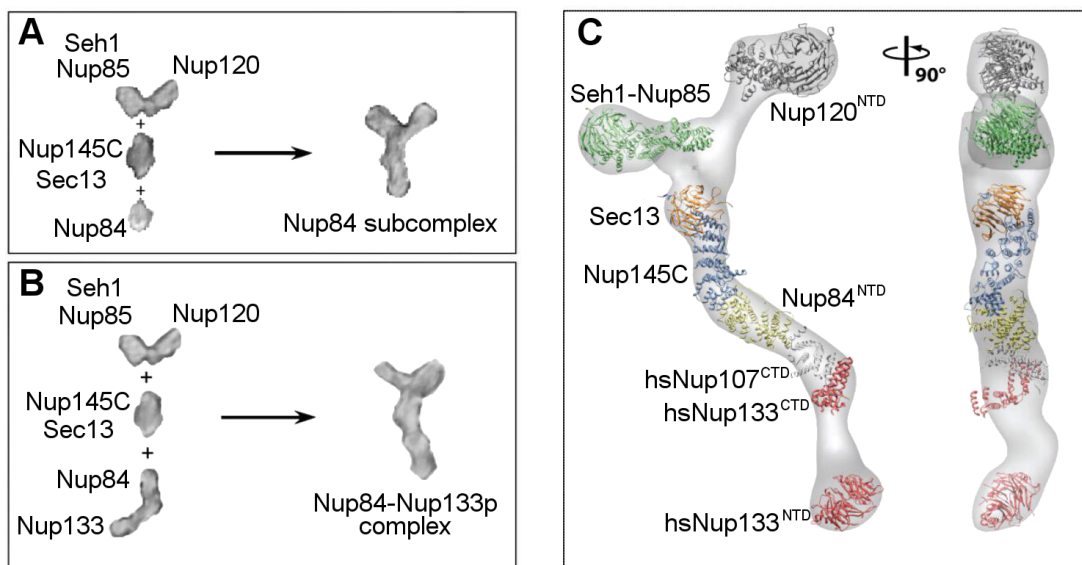 A
Seh1
Nup85 Nup120
+
Nup145C
Sec13
+
Nup84
Nup84 subcomplex
B
Seh1
Nup85 Nup120
+
Nup145C
Sec13
+
Nup84
Nup133
Nup84-Nup133p
complex
C
90°
Seh1-Nup85
Nup120NTD
Sec13
Nup145C
Nup84NTD
hsNup107CTD
hsNup133CTD
hsNup133NTD